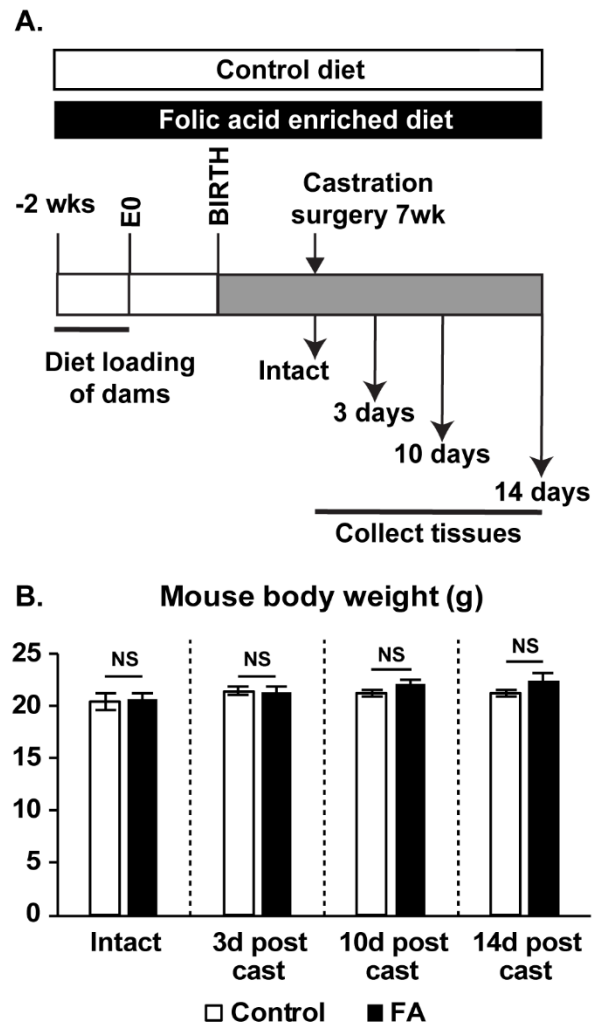 A.
Control diet
Folic acid enriched diet
-2 wks
E0
BIRTH
Castration
surgery 7wk
Diet loading
of dams
Intact
3 days
10 days
14 days
Collect tissues
B.
Mouse body weight (g)
25
20
15
10
5
0
NS
NS
NS
NS
Intact
3d post
cast
10d post
cast
14d post
cast
Control
FA